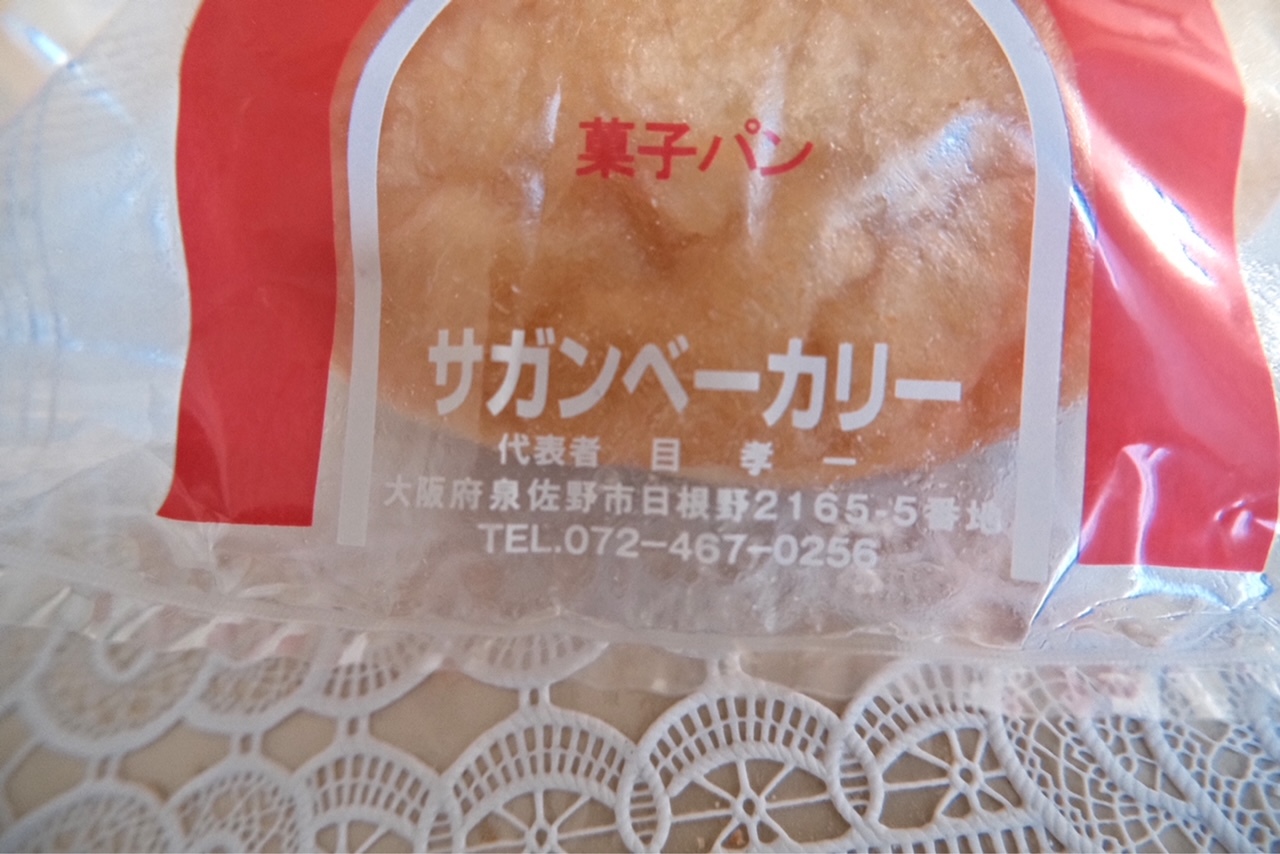 菓子パン
サガンベーカリー
代表者 目 孝 一
大阪府泉佐野市日根野2165-5番地
TEL.072-467-0256